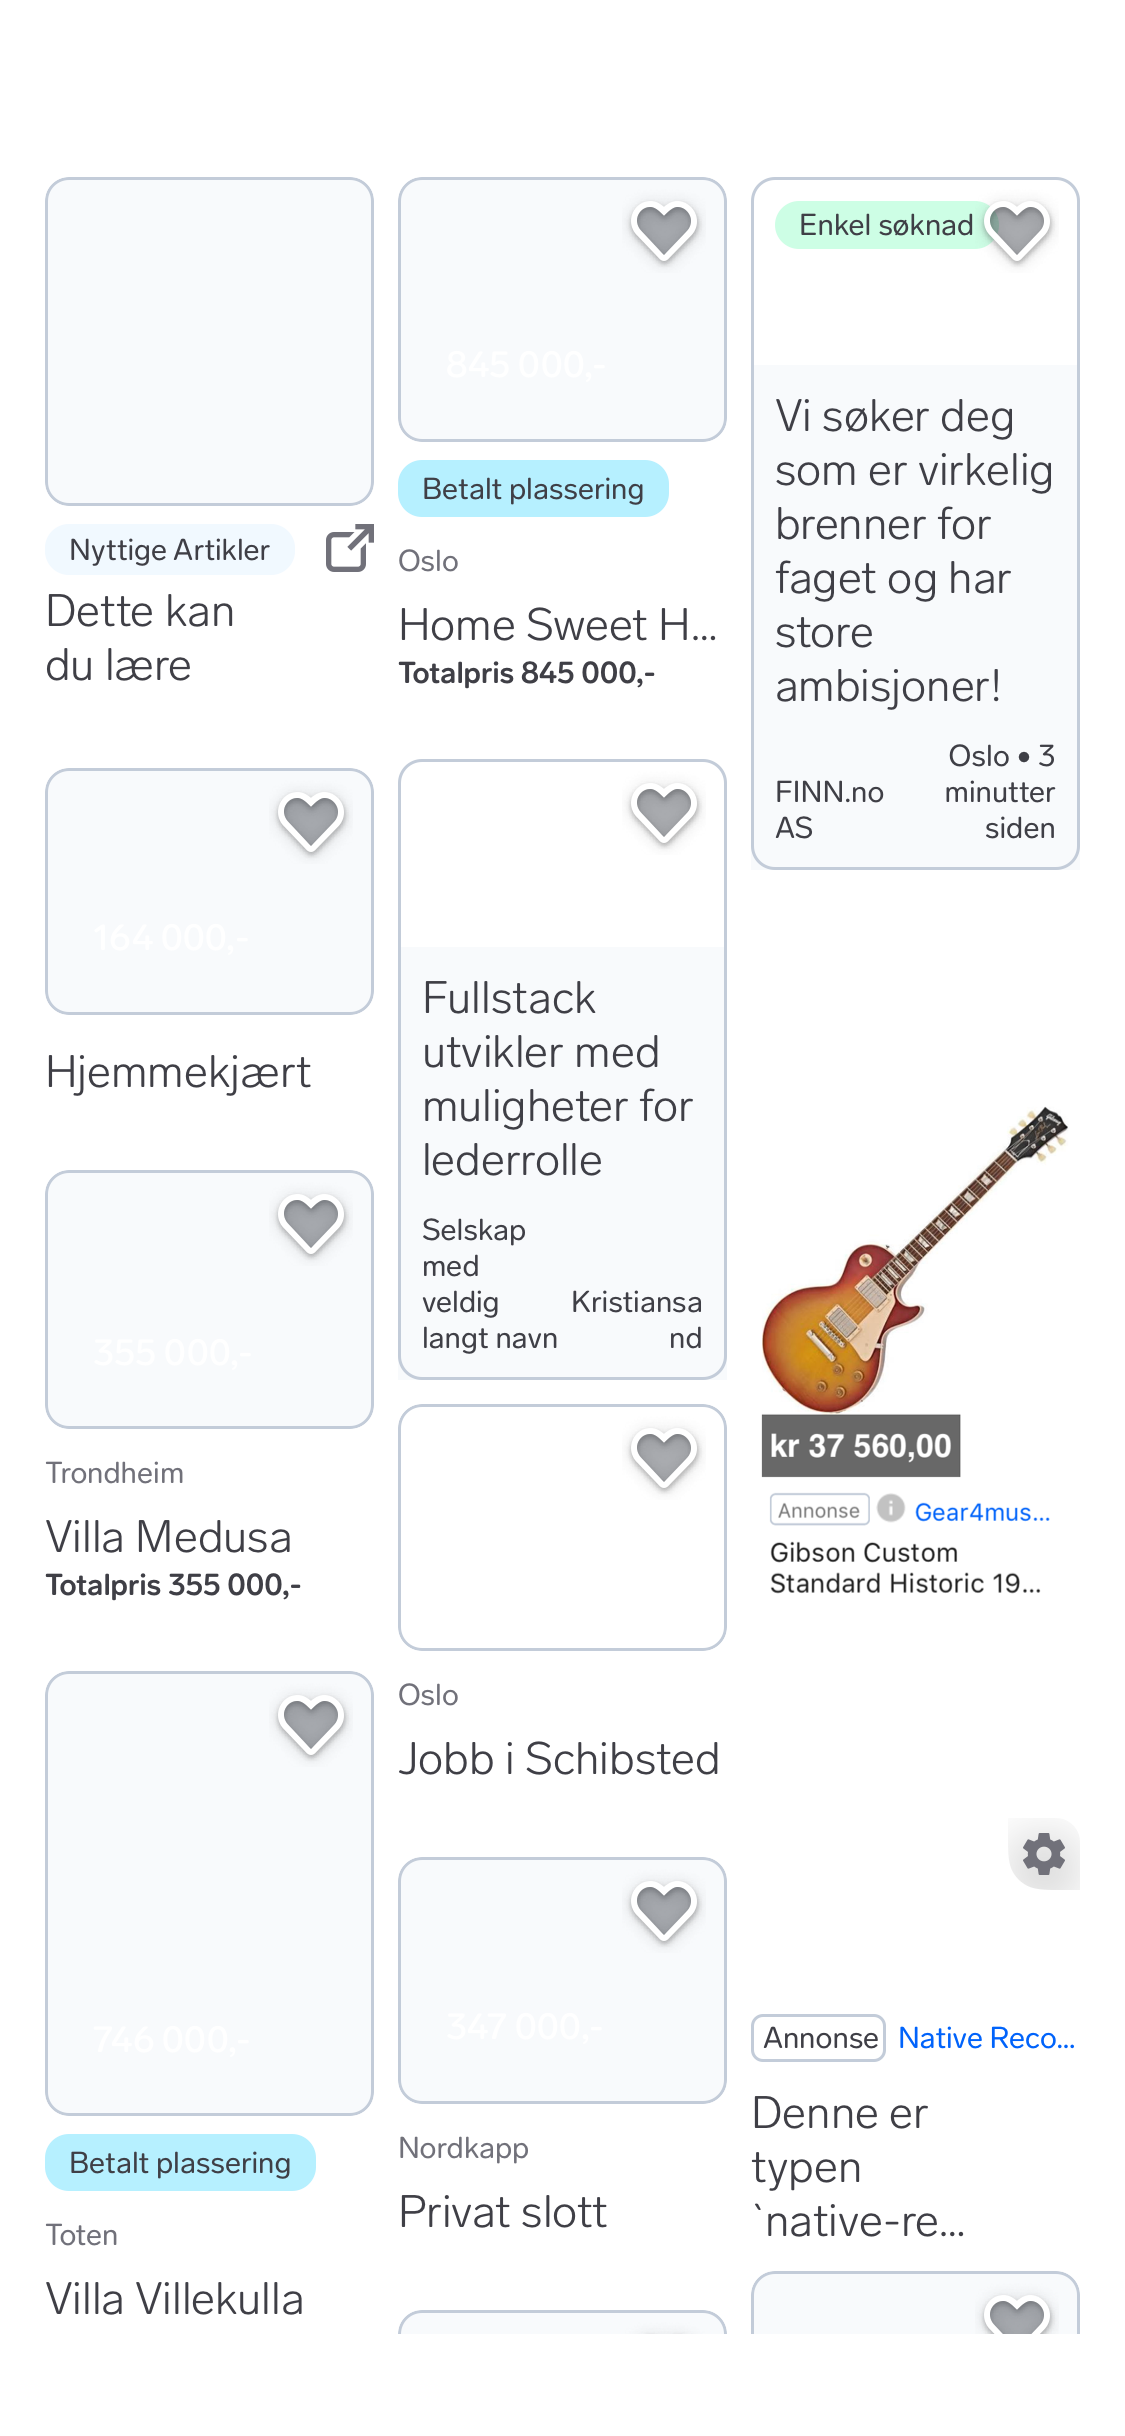 Nyttige Artikler
Dette kan
du lære
164 000,-
Hjemmekjært
355 000,-
Trondheim
Villa Medusa
Totalpris 355 000,-
746 000,-
Betalt plassering
Toten
Villa Villekulla
845 000,-
Betalt plassering
Oslo
Home Sweet H...
Totalpris 845 000,-
Fullstack
utvikler med
muligheter for
lederrolle
Selskap
med
veldig
langt navn
Kristiansa
nd
Oslo
Jobb i Schibsted
347 000,-
Nordkapp
Privat slott
Enkel søknad
Vi søker deg
som er virkelig
brenner for
faget og har
store
ambisjoner!
FINN.no
AS
Oslo • 3
minutter
siden
kr 37 560,00
Annonse Gear4mus...
Gibson Custom
Standard Historic 19...
Annonse Native Reco...
Denne er
typen
`native-re...